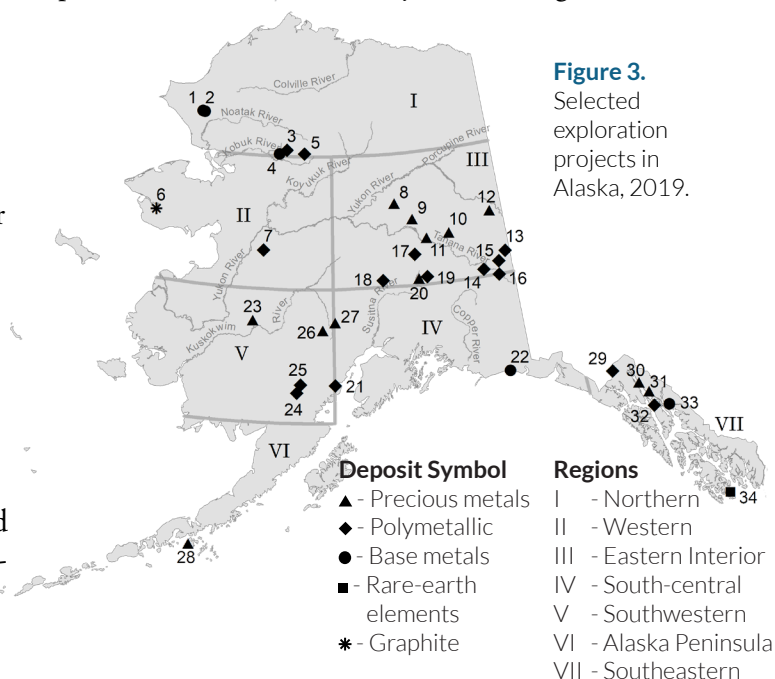 Figure 3.
Selected
exploration
projects in
Alaska, 2019.
Colville River
I
1 2
Noatak River
Kobuk River
3
5
4
Koyukuk River
Porcupine River
III
Yukon River
6
8
12
II
9
10
7
Tanana River
11
17
13
15
Yukon River
18
19
14
16
20
23
River
27
Susitna River
IV
Copper River
Kuskokwim
26
V
22
29
25
30
31
21
24
32
33
VI
VII
34
28
Deposit Symbol
- Precious metals
- Polymetallic
- Base metals
- Rare-earth
elements
- Graphite
Regions
I - Northern
II - Western
III - Eastern Interior
IV - South-central
V - Southwestern
VI - Alaska Peninsula
VII - Southeastern